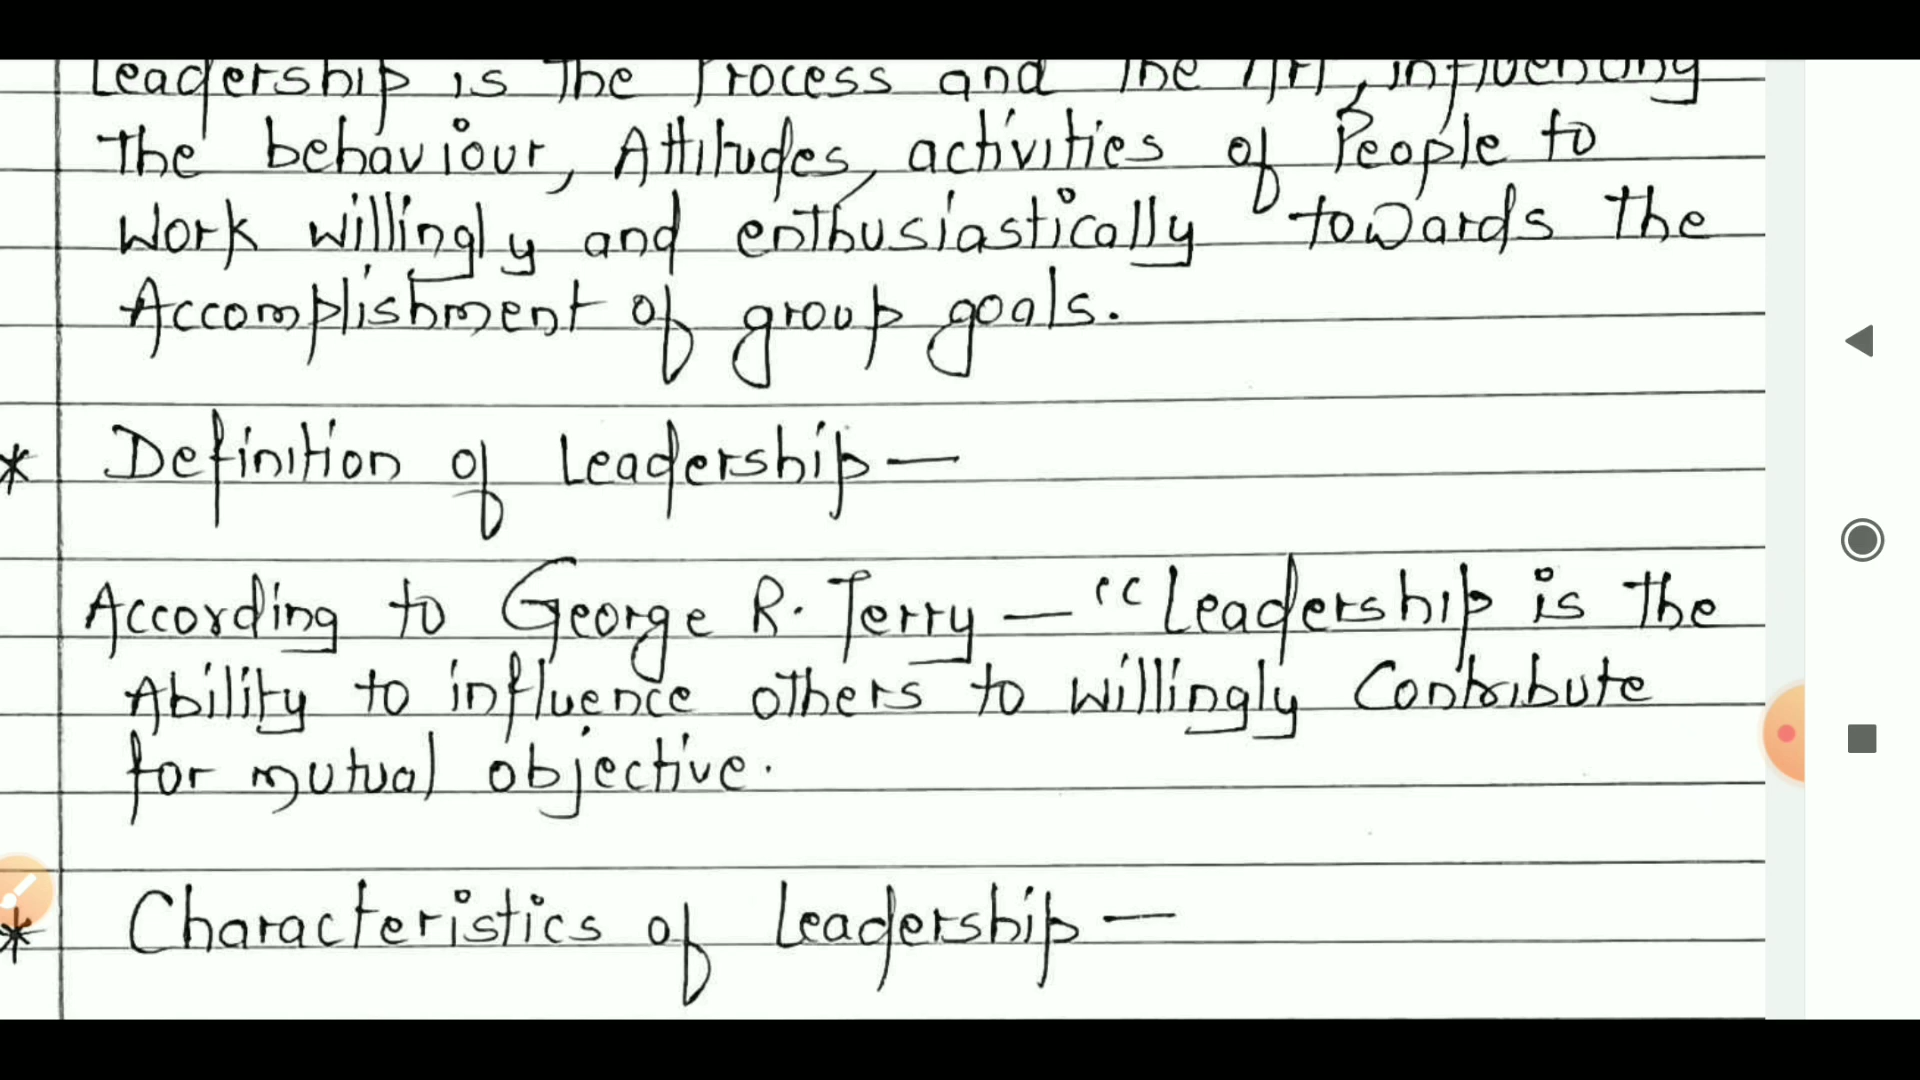 Leadership is The Process and The Art, influencing
The behaviour, Attitudes, activities of People to
Work willingly and enthusiastically towards The
Accomplishment of group goals.
* Definition of Leadership —
According to George R. Terry — "Leadership is The
Ability to influence others to willingly Contribute
for mutual objective.
* Characteristics of Leadership —